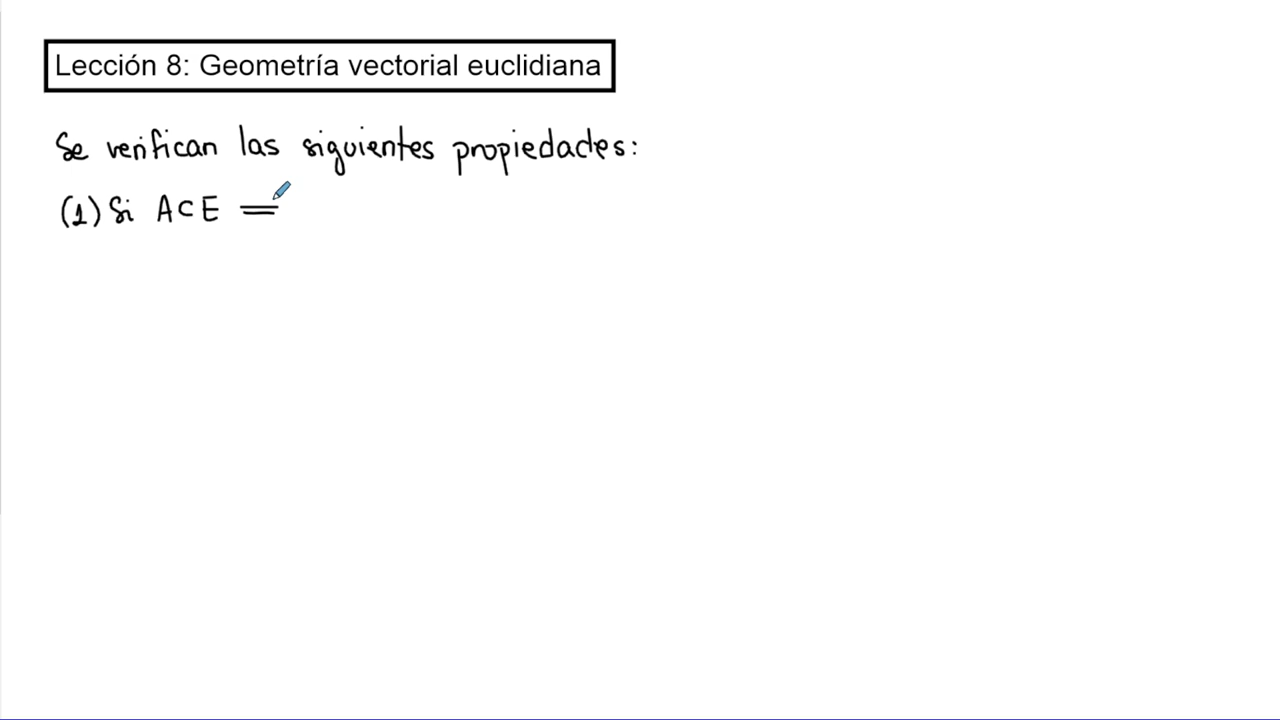 Lección 8: Geometría vectorial euclidiana
Se verifican las siguientes propiedades:
(1) Si A⊂E =